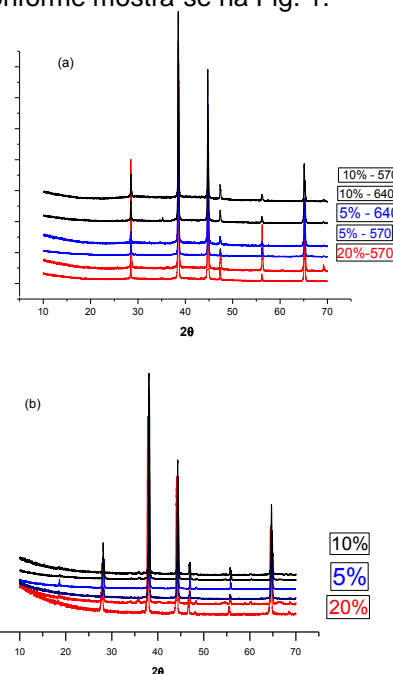 onforme mostra-se na Fig. 1.
(a)
10% - 570
10% - 640
5% - 640
5% - 570
20%-570
10 20 30 40 50 60 70
2θ
(b)
10%
5%
20%
10 20 30 40 50 60 70
2θ